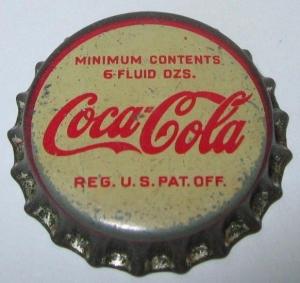 MINIMUM CONTENTS
6 FLUID OZS.
Coca-Cola
REG. U.S. PAT. OFF.